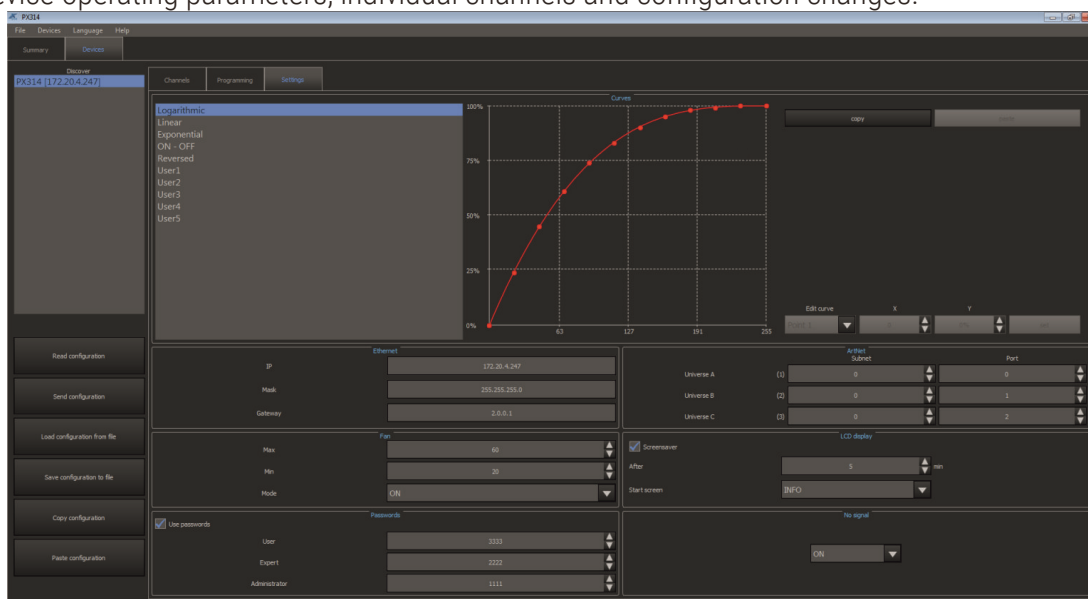 evice operating parameters, individual channels and configuration changes.
PX314
File Devices Language Help
Summary Devices
Discover
PX314 [172.20.4.247]
Channels Programming Settings
Curves
Logarithmic
Linear
Exponential
ON - OFF
Reversed
User1
User2
User3
User4
User5
100%
75%
50%
25%
0%
63 127 191 255
copy
Edit curve X Y
Ethernet
IP 172.20.4.247
Mask 255.255.255.0
Gateway 2.0.0.1
ArtNet
Subnet Port
Universe A (1) 0 0
Universe B (2) 0 1
Universe C (3) 0 2
Fan
Max 60
Min 20
Mode ON
LCD display
Screensaver
After 5 min
Start screen INFO
Passwords
Use passwords
User 3333
Expert 2222
Administrator 1111
No signal
ON
Read configuration
Send configuration
Load configuration from file
Save configuration to file
Copy configuration
Paste configuration